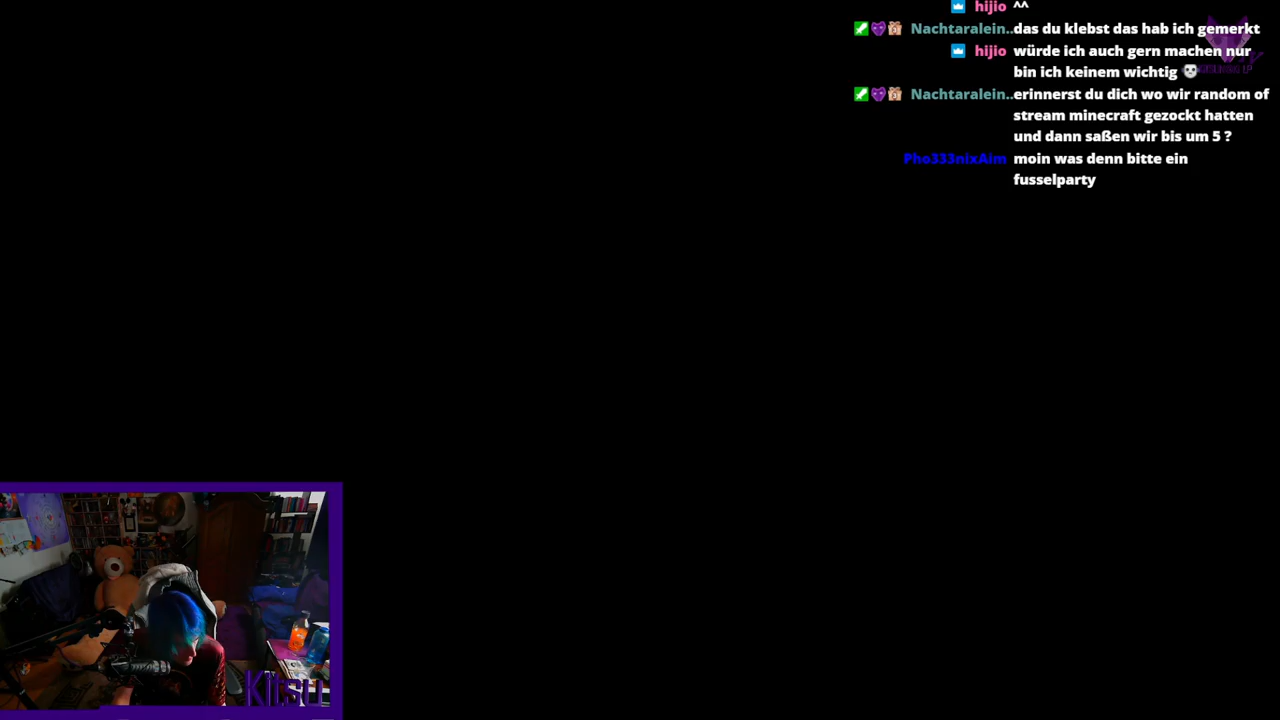 hijio ^^
Nachtaralein.. das du klebst das hab ich gemerkt
hijio würde ich auch gern machen nur
bin ich keinem wichtig 💀
Nachtaralein.. erinnerst du dich wo wir random of
stream minecraft gezockt hatten
und dann saßen wir bis um 5 ?
Pho333nixAim moin was denn bitte ein
fusselparty
Kitsu